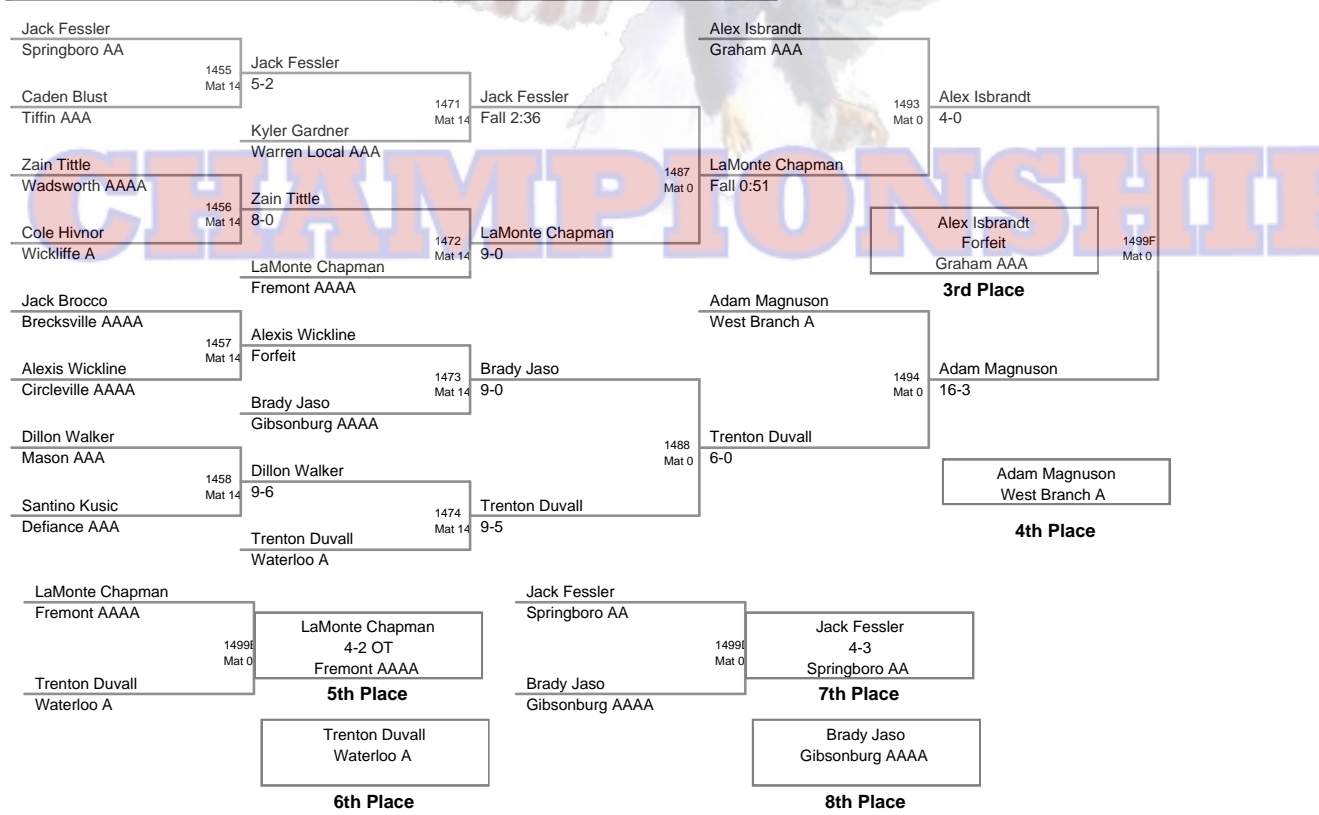 Jack Fessler
Springboro AA
1455
Mat 14
Caden Blust
Tiffin AAA
Jack Fessler
5-2
Kyler Gardner
Warren Local AAA
1471
Mat 14
Jack Fessler
Fall 2:36
Zain Tittle
Wadsworth AAAA
1456
Mat 14
Cole Hivnor
Wickliffe A
Zain Tittle
8-0
LaMonte Chapman
Fremont AAAA
1472
Mat 14
LaMonte Chapman
9-0
1487
Mat 0
LaMonte Chapman
Fall 0:51
Alex Isbrandt
Graham AAA
1493
Mat 0
Alex Isbrandt
4-0
CHAMPIONSHIP
Alex Isbrandt
Forfeit
Graham AAA
3rd Place
1499F
Mat 0
Jack Brocco
Brecksville AAAA
1457
Mat 14
Alexis Wickline
Circleville AAAA
Alexis Wickline
Forfeit
Brady Jaso
Gibsonburg AAAA
1473
Mat 14
Brady Jaso
9-0
Dillon Walker
Mason AAA
1458
Mat 14
Santino Kusic
Defiance AAA
Dillon Walker
9-6
Trenton Duvall
Waterloo A
1474
Mat 14
Trenton Duvall
9-5
1488
Mat 0
Trenton Duvall
6-0
Adam Magnuson
West Branch A
1494
Mat 0
Adam Magnuson
16-3
Adam Magnuson
West Branch A
4th Place
LaMonte Chapman
Fremont AAAA
1499E
Mat 0
Trenton Duvall
Waterloo A
LaMonte Chapman
4-2 OT
Fremont AAAA
5th Place
Trenton Duvall
Waterloo A
6th Place
Jack Fessler
Springboro AA
1499D
Mat 0
Brady Jaso
Gibsonburg AAAA
Jack Fessler
4-3
Springboro AA
7th Place
Brady Jaso
Gibsonburg AAAA
8th Place